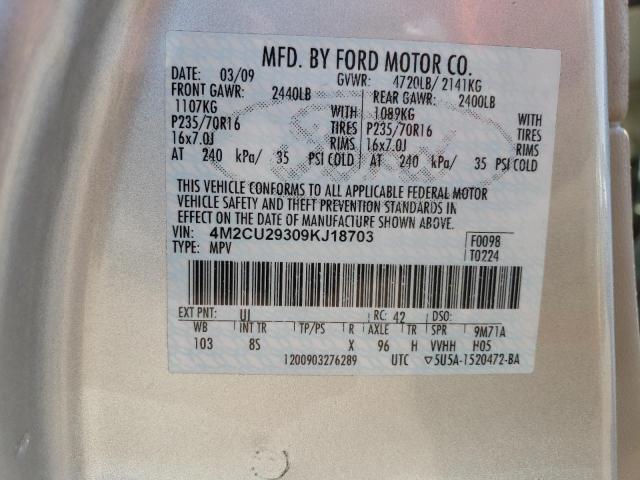 MFD. BY FORD MOTOR CO.
DATE: 03/09 GVWR: 4720LB/ 2141KG
FRONT GAWR: 2440LB REAR GAWR: 2400LB
1107KG WITH 1089KG WITH
P235/70R16 TIRES P235/70R16 TIRES
16x7.0J RIMS 16x7.0J RIMS
AT 240 kPa/ 35 PSI COLD AT 240 kPa/ 35 PSI COLD
THIS VEHICLE CONFORMS TO ALL APPLICABLE FEDERAL MOTOR
VEHICLE SAFETY AND THEFT PREVENTION STANDARDS IN
EFFECT ON THE DATE OF MANUFACTURE SHOWN ABOVE.
VIN: 4M2CU29309KJ18703 F0098
TYPE: MPV T0224
EXT PNT: UI RC: 42 DSO:
WB INT TR TP/PS R AXLE TR SPR 9M71A
103 8S X 96 H VVHH H05
1200903276289 UTC 5U5A-1520472-BA
Ford